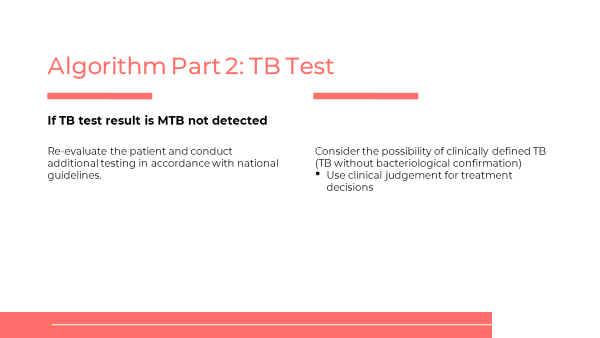 Algorithm Part 2: TB Test
If TB test result is MTB not detected
Re-evaluate the patient and conduct
additional testing in accordance with national
guidelines.
Consider the possibility of clinically defined TB
(TB without bacteriological confirmation)
• Use clinical judgement for treatment
decisions